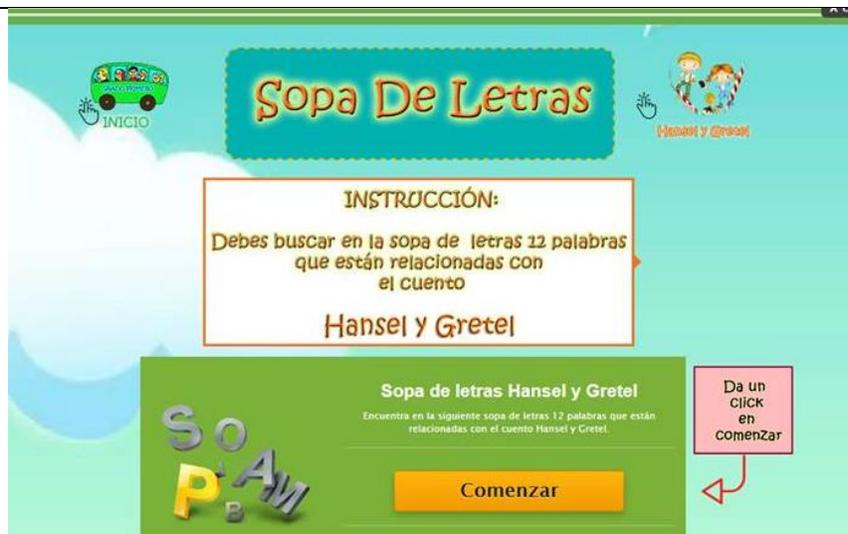 Sopa De Letras
INICIO
Hansel y Gretel
INSTRUCCIÓN:
Debes buscar en la sopa de letras 12 palabras
que están relacionadas con
el cuento
Hansel y Gretel
Sopa de letras Hansel y Gretel
Encuentra en la siguiente sopa de letras 12 palabras que están
relacionadas con el cuento Hansel y Gretel.
Comenzar
Da un
click
en
comenzar
S O P A M B